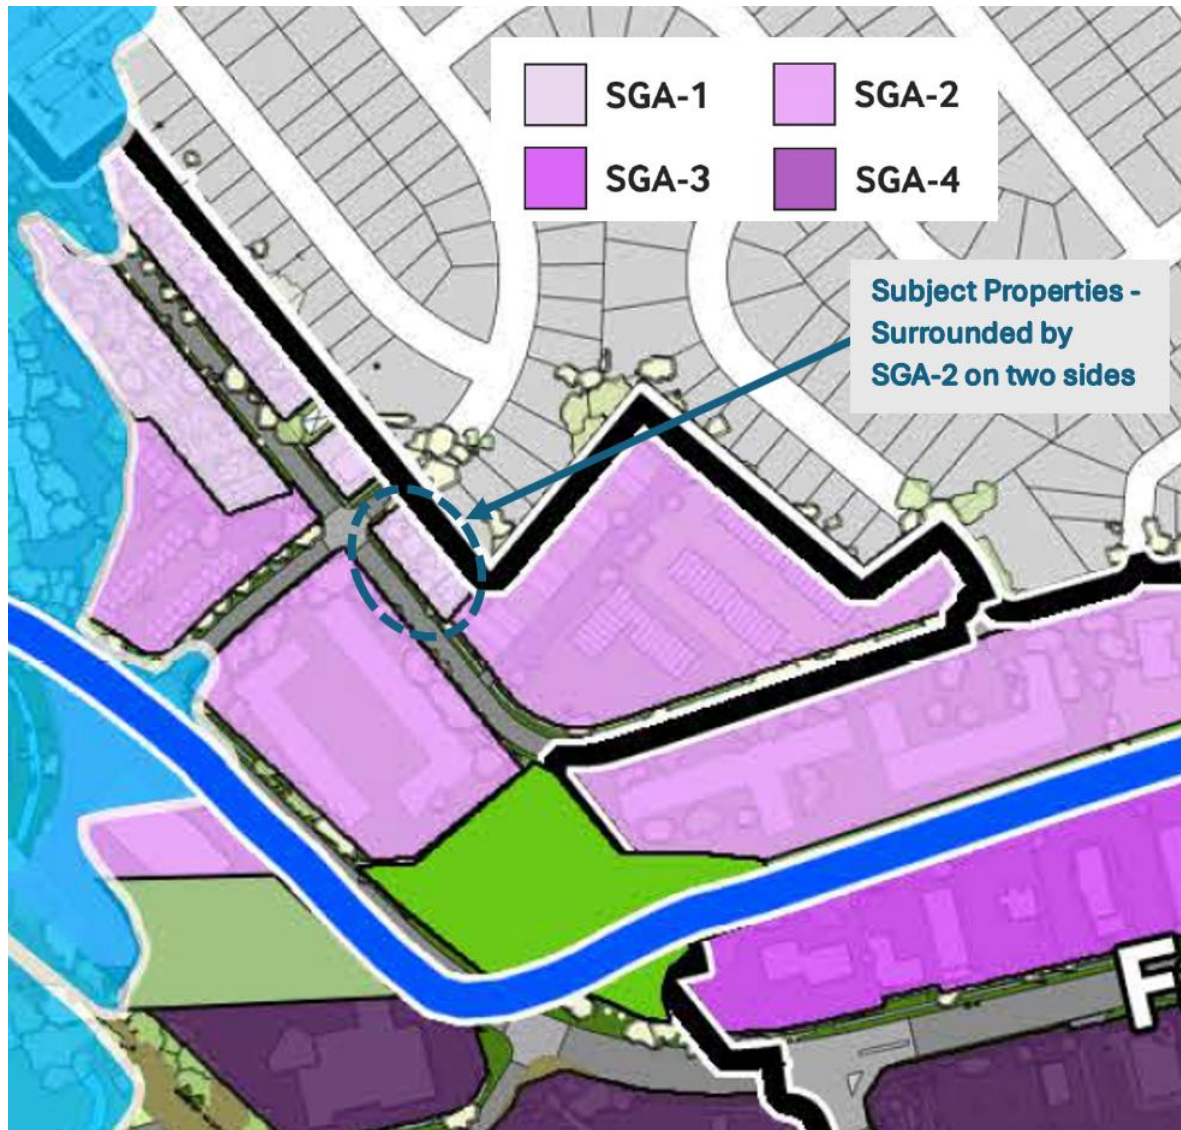 SGA-1 SGA-2
SGA-3 SGA-4
Subject Properties -
Surrounded by
SGA-2 on two sides
F